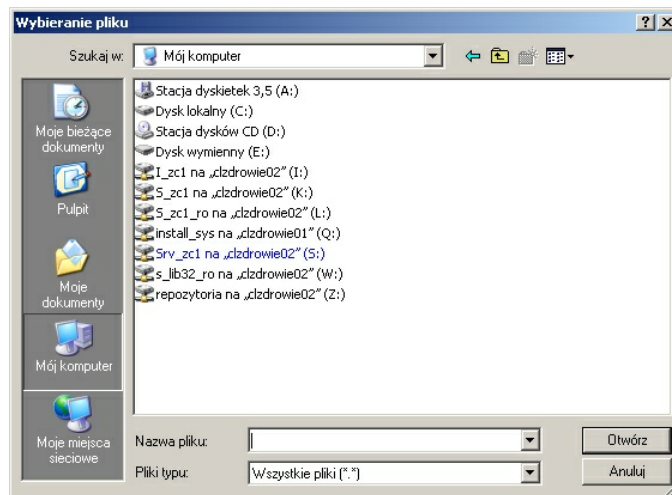 Wybieranie pliku
Szukaj w:
Mój komputer
Stacja dyskietek 3,5 (A:)
Dysk lokalny (C:)
Stacja dysków CD (D:)
Dysk wymienny (E:)
I_zc1 na „clzdrowie02” (I:)
S_zc1 na „clzdrowie02” (K:)
S_zc1_ro na „clzdrowie02” (L:)
install_sys na „clzdrowie01” (Q:)
Srv_zc1 na „clzdrowie02” (S:)
s_lib32_ro na „clzdrowie02” (W:)
repozytoria na „clzdrowie02” (Z:)
Moje bieżące
dokumenty
Pulpit
Moje
dokumenty
Mój komputer
Moje miejsca
sieciowe
Nazwa pliku:
Otwórz
Pliki typu:
Wszystkie pliki (*.*)
Anuluj